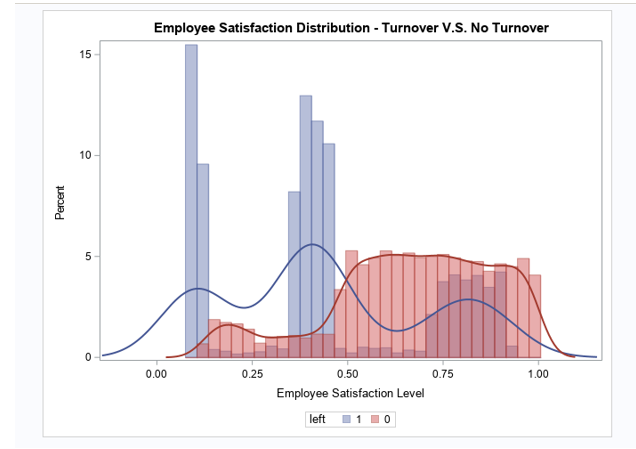 Employee Satisfaction Distribution - Turnover V.S. No Turnover
15
10
5
0
Percent
0.00 0.25 0.50 0.75 1.00
Employee Satisfaction Level
left 1 0